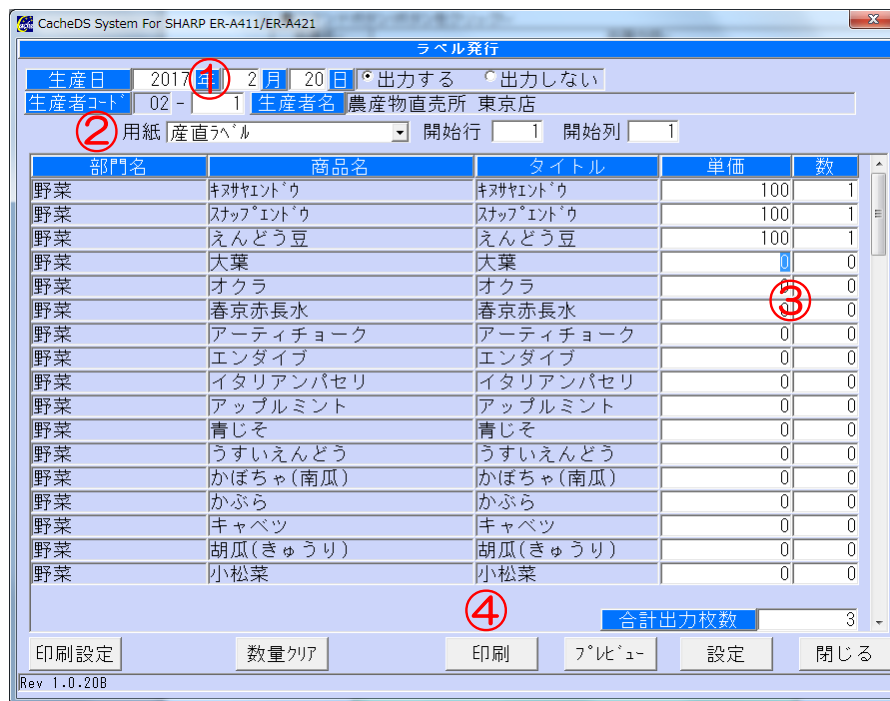 CacheDS System For SHARP ER-A411/ER-A421
ラベル発行
生産日 2017 年 2 月 20 日 出力する 出力しない
①
生産者ｺｰﾄﾞ 02 - 1 生産者名 農産物直売所 東京店
② 用紙 産直ﾗﾍﾞﾙ 開始行 1 開始列 1
部門名 商品名 タイトル 単価 数
野菜 ｷﾇｻﾔｴﾝﾄﾞｳ ｷﾇｻﾔｴﾝﾄﾞｳ 100 1
野菜 ｽﾅｯﾌﾟｴﾝﾄﾞｳ ｽﾅｯﾌﾟｴﾝﾄﾞｳ 100 1
野菜 えんどう豆 えんどう豆 100 1
野菜 大葉 大葉 0 0
野菜 オクラ オクラ 0 0
③
野菜 春京赤長水 春京赤長水 0 0
野菜 アーティチョーク アーティチョーク 0 0
野菜 エンダイブ エンダイブ 0 0
野菜 イタリアンパセリ イタリアンパセリ 0 0
野菜 アップルミント アップルミント 0 0
野菜 青じそ 青じそ 0 0
野菜 うすいえんどう うすいえんどう 0 0
野菜 かぼちゃ(南瓜) かぼちゃ(南瓜) 0 0
野菜 かぶら かぶら 0 0
野菜 キャベツ キャベツ 0 0
野菜 胡瓜(きゅうり) 胡瓜(きゅうり) 0 0
野菜 小松菜 小松菜 0 0
④
合計出力枚数 3
印刷設定 数量ｸﾘｱ 印刷 ﾌﾟﾚﾋﾞｭｰ 設定 閉じる
Rev 1.0.20B